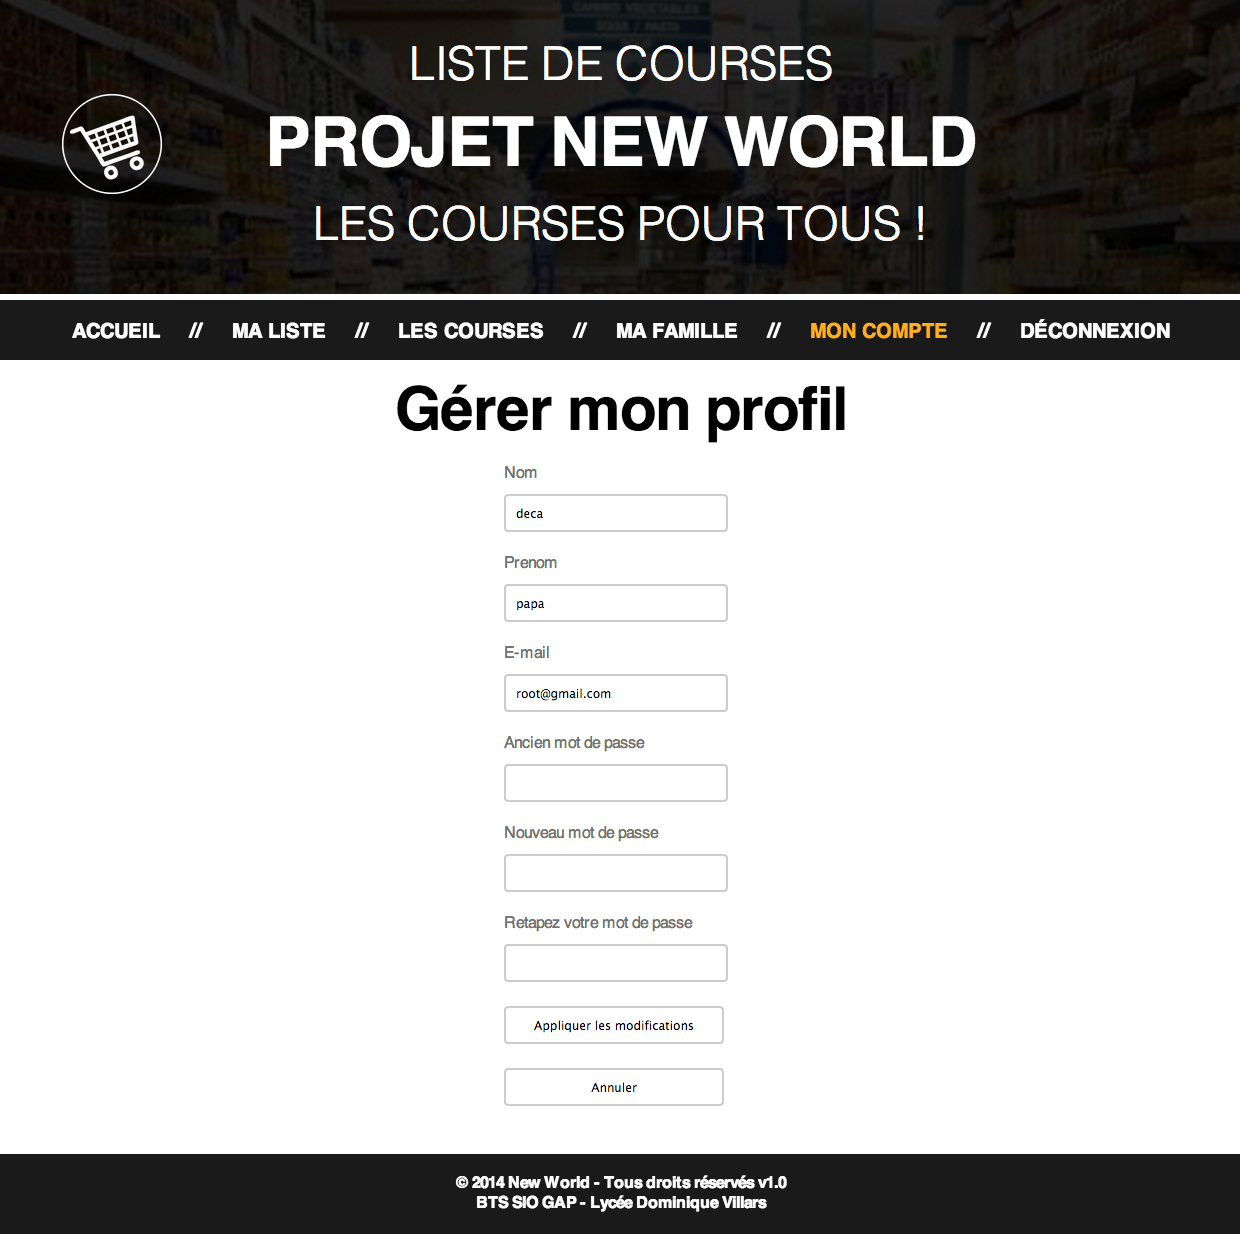 CANNED VEGETABLES
LISTE DE COURSES
PROJET NEW WORLD
LES COURSES POUR TOUS !
ACCUEIL // MA LISTE // LES COURSES // MA FAMILLE // MON COMPTE // DÉCONNEXION
Gérer mon profil
Nom
deca
Prenom
papa
E-mail
root@gmail.com
Ancien mot de passe
Nouveau mot de passe
Retapez votre mot de passe
Appliquer les modifications
Annuler
© 2014 New World - Tous droits réservés v1.0
BTS SIO GAP - Lycée Dominique Villars